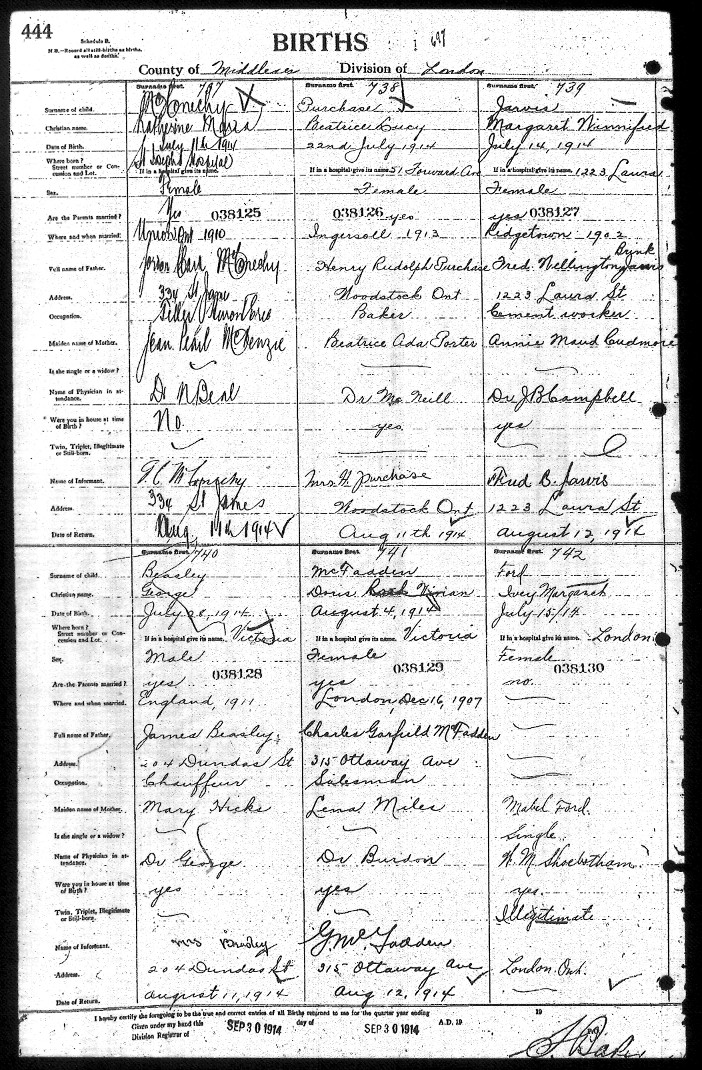 444
Schedule B.
N B.—Record all still-births as births,
as well as deaths.
BIRTHS
County of Middlesex Division of London
Surname first. 737 Surname first. 738 Surname first. 739
Surname of child. McConechy Purchase Jarvis
Christian name. Katherine Beatrice Lucy Margaret Winnifred
Date of Birth. July 11th 1914 22nd July 1914 July 14, 1914
Where born?
Street number or Con-
cession and Lot. St Joseph's Hospital If in a hospital give its name. 51 Forward Ave If in a hospital give its name. 1223 Laura
If in a hospital give its name.
Sex. Female Female Female
Are the Parents married? Yes 038125 038126 yes yes 038127
Where and when married. Ont 1910 Ingersoll 1913 Ridgetown 1902
Full name of Father. McConechy Henry Rudolph Purchase Fred. Wellington Brink Jarvis
Address. 334 St James Woodstock Ont 1223 Laura St
Occupation. Teller Huron & Erie Baker Cement worker
Maiden name of Mother. Jean Pearl McKenzie Beatrice Ada Poster Annie Maud Cudmore
Is she single or a widow?
Name of Physician in at-
tendance. Dr N Beal Dr McNeill Dr J B Campbell
Were you in house at time
of Birth? No. yes yes
Twin, Triplet, Illegitimate
or Still-born.
Name of Informant. Mrs H Purchase Fred B. Jarvis
Address. 334 St James Woodstock Ont 1223 Laura St
Date of Return. Aug. 11th 1914 Aug 11th 1914 August 12, 1914
Surname first. 740 Surname first. 741 Surname first. 742
Surname of child. Beasley McFadden Ford
Christian name. George Doris Vivian Ivey Margaret
Date of Birth. July 28, 1914 August 4, 1914 July 15/14
Where born?
Street number or Con-
cession and Lot. If in a hospital give its name. Victoria If in a hospital give its name. Victoria If in a hospital give its name. London
Sex. Male Female Female
Are the Parents married? yes 038128 yes 038129 no. 038130
Where and when married. England, 1911 London, Dec 16, 1907
Full name of Father. James Beasley Charles Garfield McFadden
Address. 204 Dundas St 315 Ottaway Ave
Occupation. Chauffeur Salesman
Maiden name of Mother. Mary Hicks Lena Miles Mabel Ford.
Is she single or a widow? Single
Name of Physician in at-
tendance. Dr George Dr Burdon W. M Shoebotham
Were you in house at time
of Birth? yes yes yes.
Twin, Triplet, Illegitimate
or Still-born. Illegitimate
Name of Informant. Mrs Beasley G. McFadden
Address. 204 Dundas St 315 Ottaway Ave London Ont.
Date of Return. August 11, 1914 Aug 12, 1914
I hereby certify the foregoing to be the true and correct entries of all Births returned to me for the quarter year ending 19
Given under my hand this SEP 30 1914 day of SEP 30 1914 A.D. 19
Division Registrar of
S. Baker